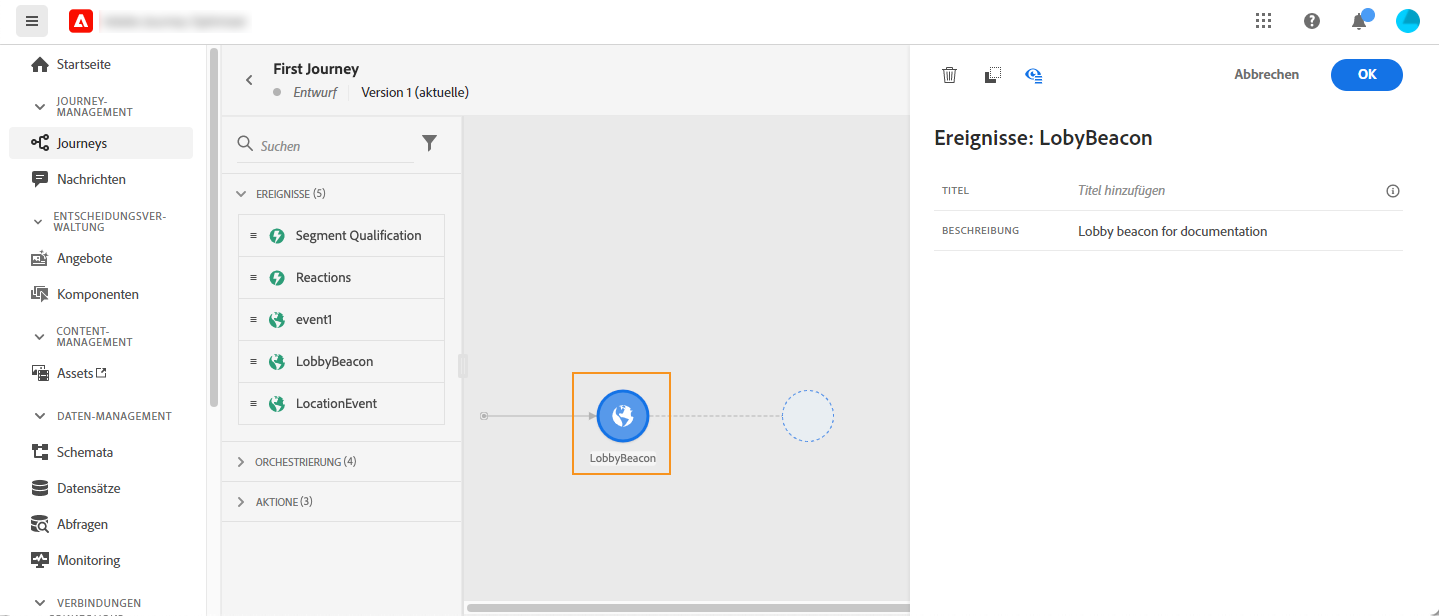 Startseite
JOURNEY-
MANAGEMENT
Journeys
Nachrichten
ENTSCHEIDUNGSVER-
WALTUNG
Angebote
Komponenten
CONTENT-
MANAGEMENT
Assets
DATEN-MANAGEMENT
Schemata
Datensätze
Abfragen
Monitoring
VERBINDUNGEN
First Journey
Entwurf Version 1 (aktuelle)
Suchen
EREIGNISSE (5)
Segment Qualification
Reactions
event1
LobbyBeacon
LocationEvent
ORCHESTRIERUNG (4)
AKTIONE (3)
LobbyBeacon
Abbrechen OK
Ereignisse: LobyBeacon
TITEL Titel hinzufügen
BESCHREIBUNG Lobby beacon for documentation